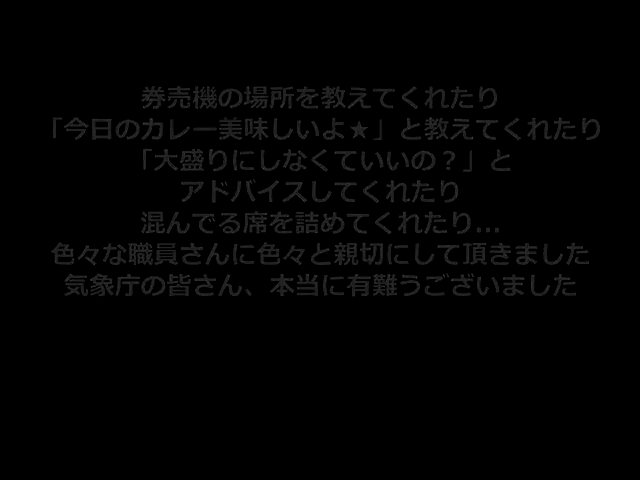 券売機の場所を教えてくれたり
「今日のカレー美味しいよ★」と教えてくれたり
「大盛りにしなくていいの？」と
アドバイスしてくれたり
混んでる席を詰めてくれたり…
色々な職員さんに色々と親切にして頂きました
気象庁の皆さん、本当に有難うございました